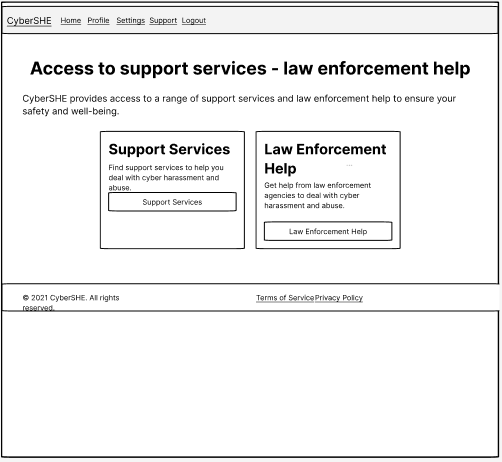 CyberSHE Home Profile Settings Support Logout
Access to support services - law enforcement help
CyberSHE provides access to a range of support services and law enforcement help to ensure your
safety and well-being.
Support Services
Find support services to help you
deal with cyber harassment and
abuse.
Support Services
Law Enforcement
Help
Get help from law enforcement
agencies to deal with cyber
harassment and abuse.
Law Enforcement Help
© 2021 CyberSHE. All rights
reserved.
Terms of ServicePrivacy Policy